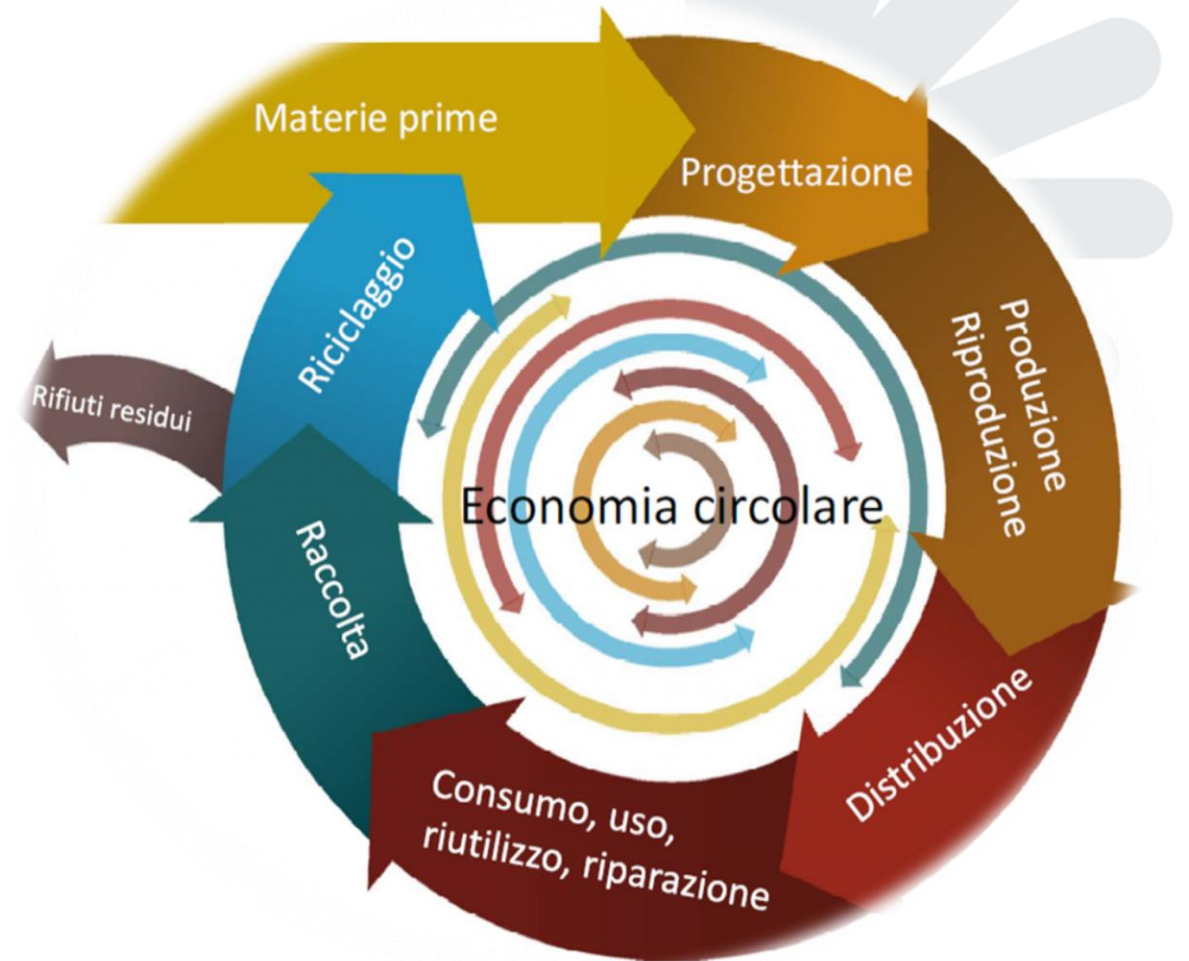 Materie prime
Progettazione
Produzione
Riproduzione
Distribuzione
Consumo, uso,
riutilizzo, riparazione
Raccolta
Riciclaggio
Rifiuti residui
Economia circolare